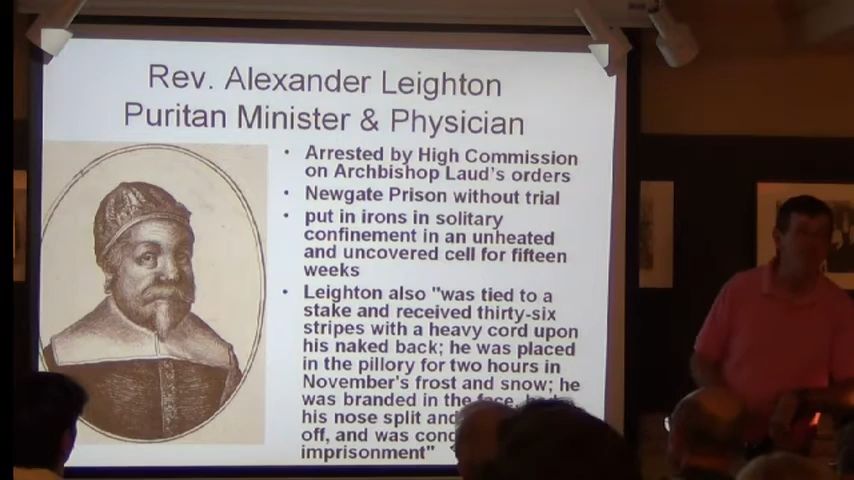 Rev. Alexander Leighton
Puritan Minister & Physician
• Arrested by High Commission
on Archbishop Laud's orders
• Newgate Prison without trial
• put in irons in solitary
confinement in an unheated
and uncovered cell for fifteen
weeks
• Leighton also "was tied to a
stake and received thirty-six
stripes with a heavy cord upon
his naked back; he was placed
in the pillory for two hours in
November's frost and snow; he
was branded in the face,
his nose split and
off, and was
imprisonment"